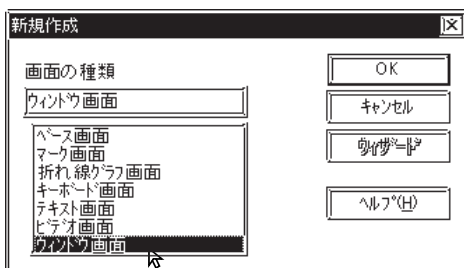 新規作成
画面の種類
ウィンドウ画面
ベース画面
マーク画面
折れ線グラフ画面
キーボード画面
テキスト画面
ビデオ画面
ウィンドウ画面
OK
キャンセル
ウィザード
ヘルプ(H)